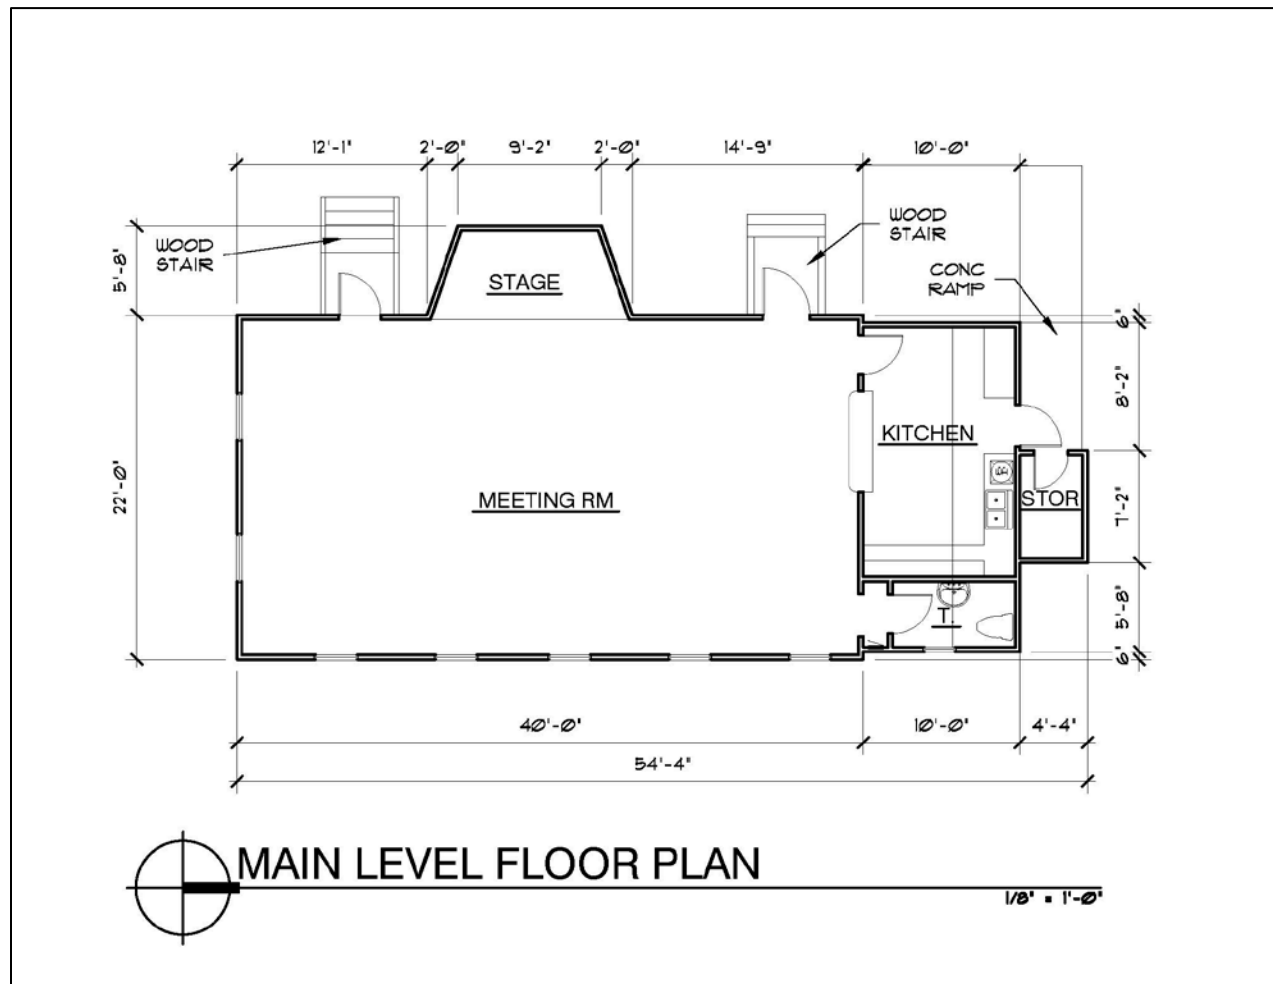 12'-1"
2'-0"
9'-2"
2'-0"
14'-9"
10'-0"
WOOD
STAIR
WOOD
STAIR
CONC
RAMP
5'-8"
STAGE
6"
8'-2"
KITCHEN
22'-0"
MEETING RM
STOR
7'-2"
T.
5'-8"
6"
40'-0"
10'-0"
4'-4"
54'-4"
MAIN LEVEL FLOOR PLAN
1/8" = 1'-0"